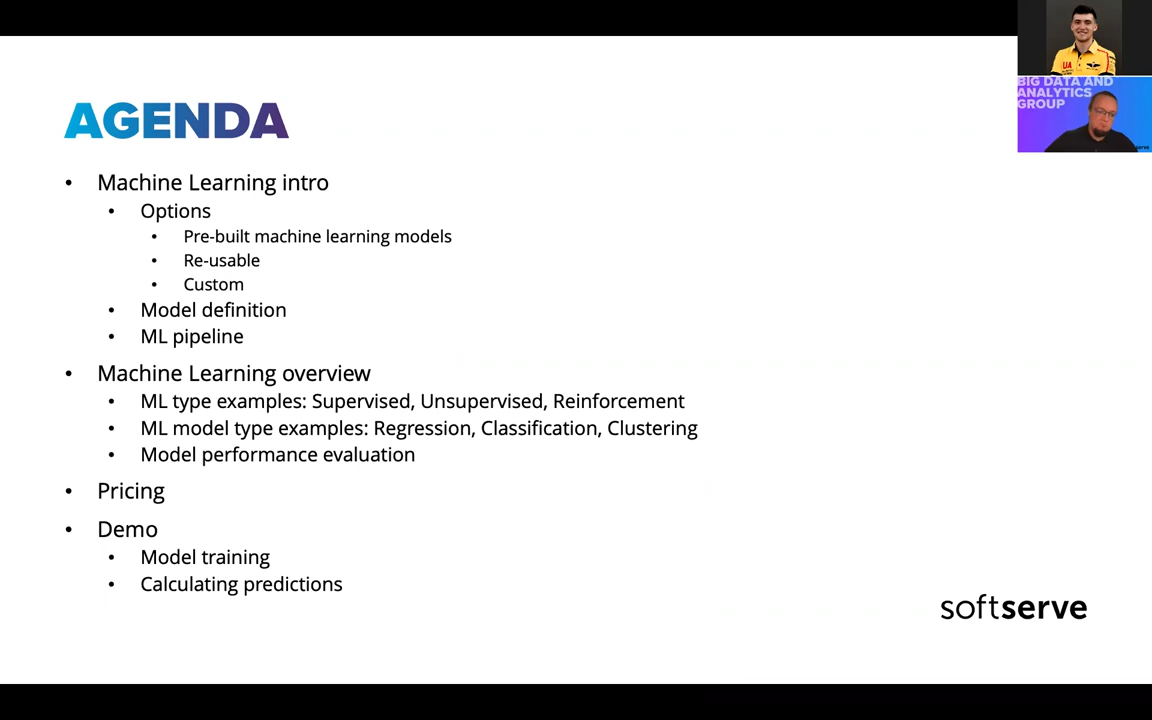 AGENDA
• Machine Learning intro
• Options
• Pre-built machine learning models
• Re-usable
• Custom
• Model definition
• ML pipeline
• Machine Learning overview
• ML type examples: Supervised, Unsupervised, Reinforcement
• ML model type examples: Regression, Classification, Clustering
• Model performance evaluation
• Pricing
• Demo
• Model training
• Calculating predictions
softserve
UA
BIG DATA AND
ANALYTICS
GROUP